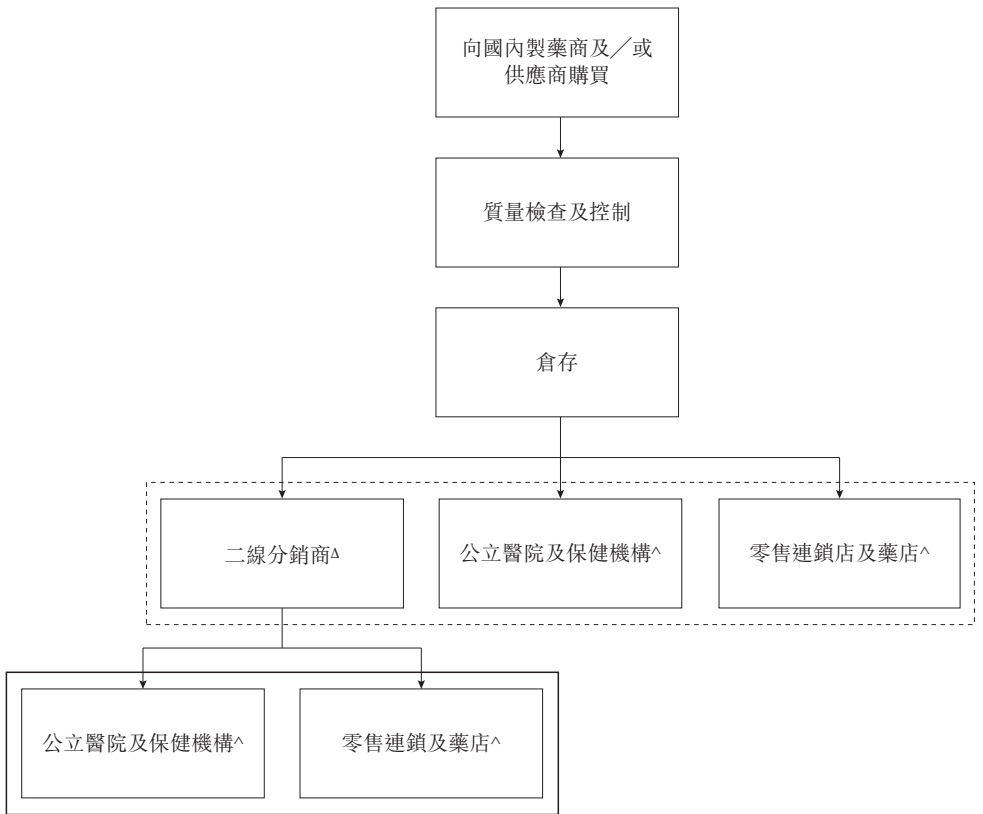 向國內製藥商及╱或
供應商購買
質量檢查及控制
倉存
二線分銷商Δ
公立醫院及保健機構^
零售連鎖店及藥店^
公立醫院及保健機構^
零售連鎖及藥店^